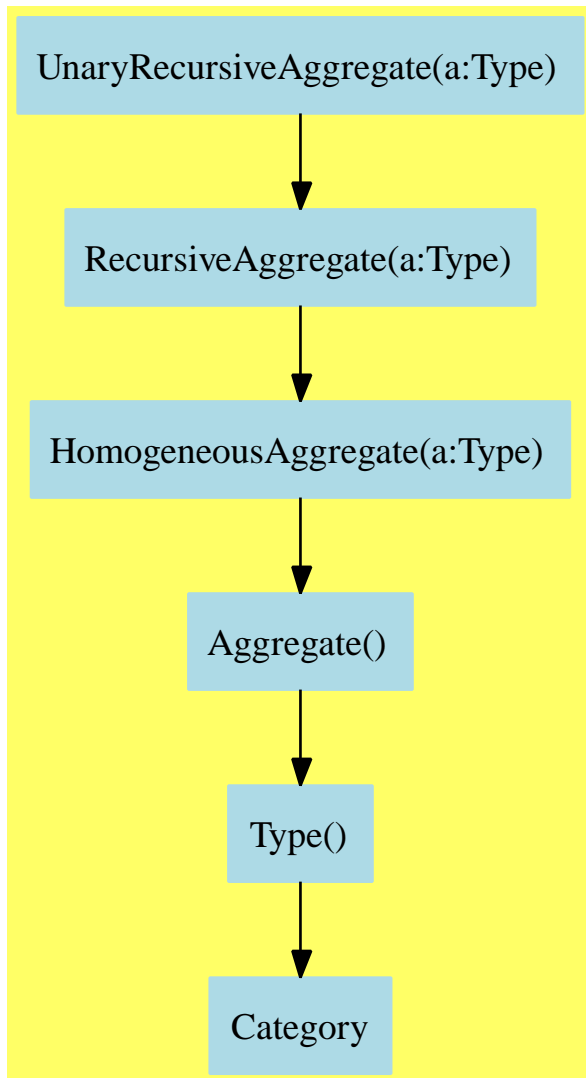 UnaryRecursiveAggregate(a:Type)
RecursiveAggregate(a:Type)
HomogeneousAggregate(a:Type)
Aggregate()
Type()
Category